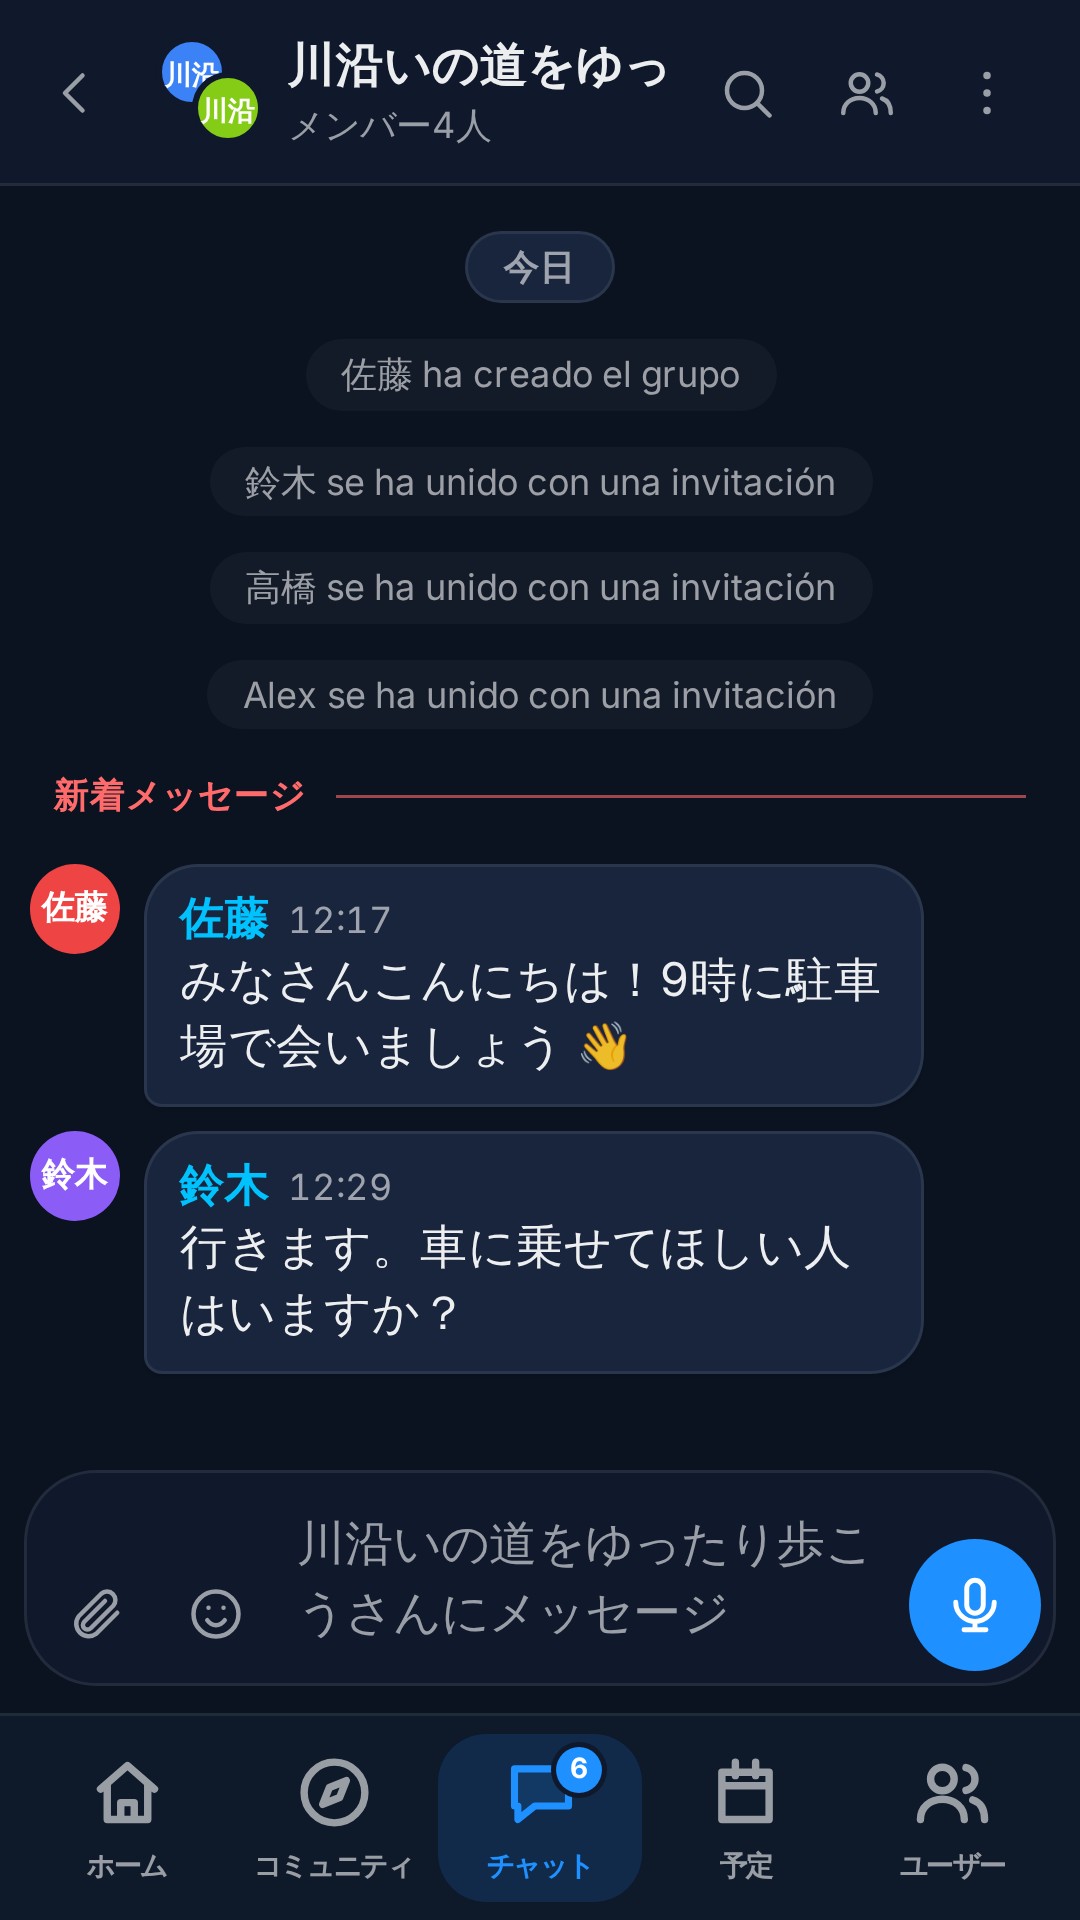 川沿
川沿
川沿いの道をゆっ
メンバー4人
今日
佐藤 ha creado el grupo
鈴木 se ha unido con una invitación
高橋 se ha unido con una invitación
Alex se ha unido con una invitación
新着メッセージ
佐藤
佐藤 12:17
みなさんこんにちは！9時に駐車
場で会いましょう 👋
鈴木
鈴木 12:29
行きます。車に乗せてほしい人
はいますか？
川沿いの道をゆったり歩こ
うさんにメッセージ
6
ホーム
コミュニティ
チャット
予定
ユーザー